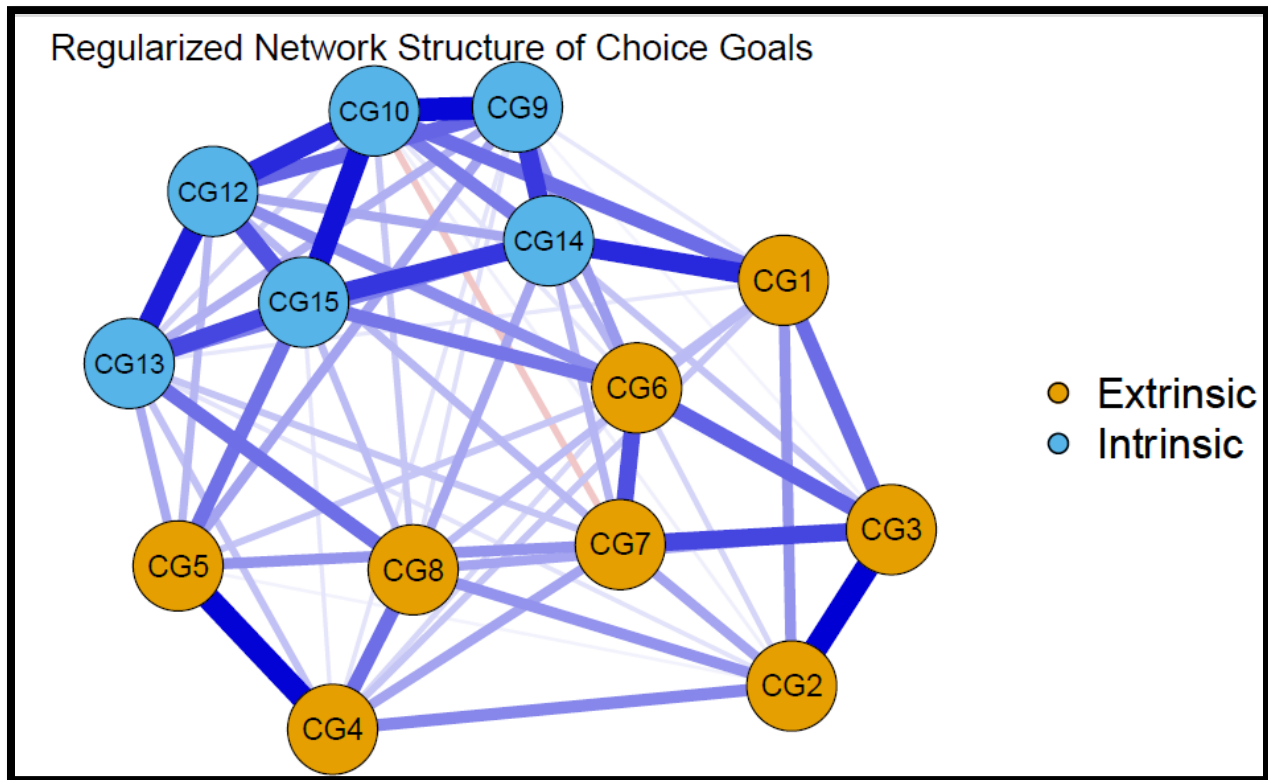 Regularized Network Structure of Choice Goals
CG10
CG9
CG12
CG14
CG1
CG15
CG13
CG6
Extrinsic
Intrinsic
CG3
CG7
CG5
CG8
CG2
CG4